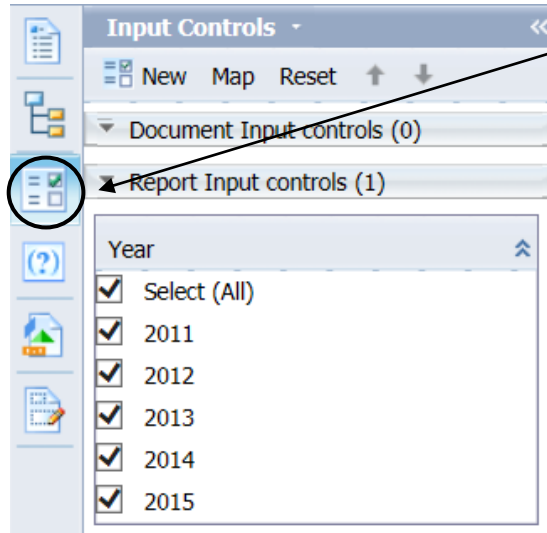 Input Controls
New Map Reset
Document Input controls (0)
Report Input controls (1)
Year
Select (All)
2011
2012
(?)
2013
2014
2015